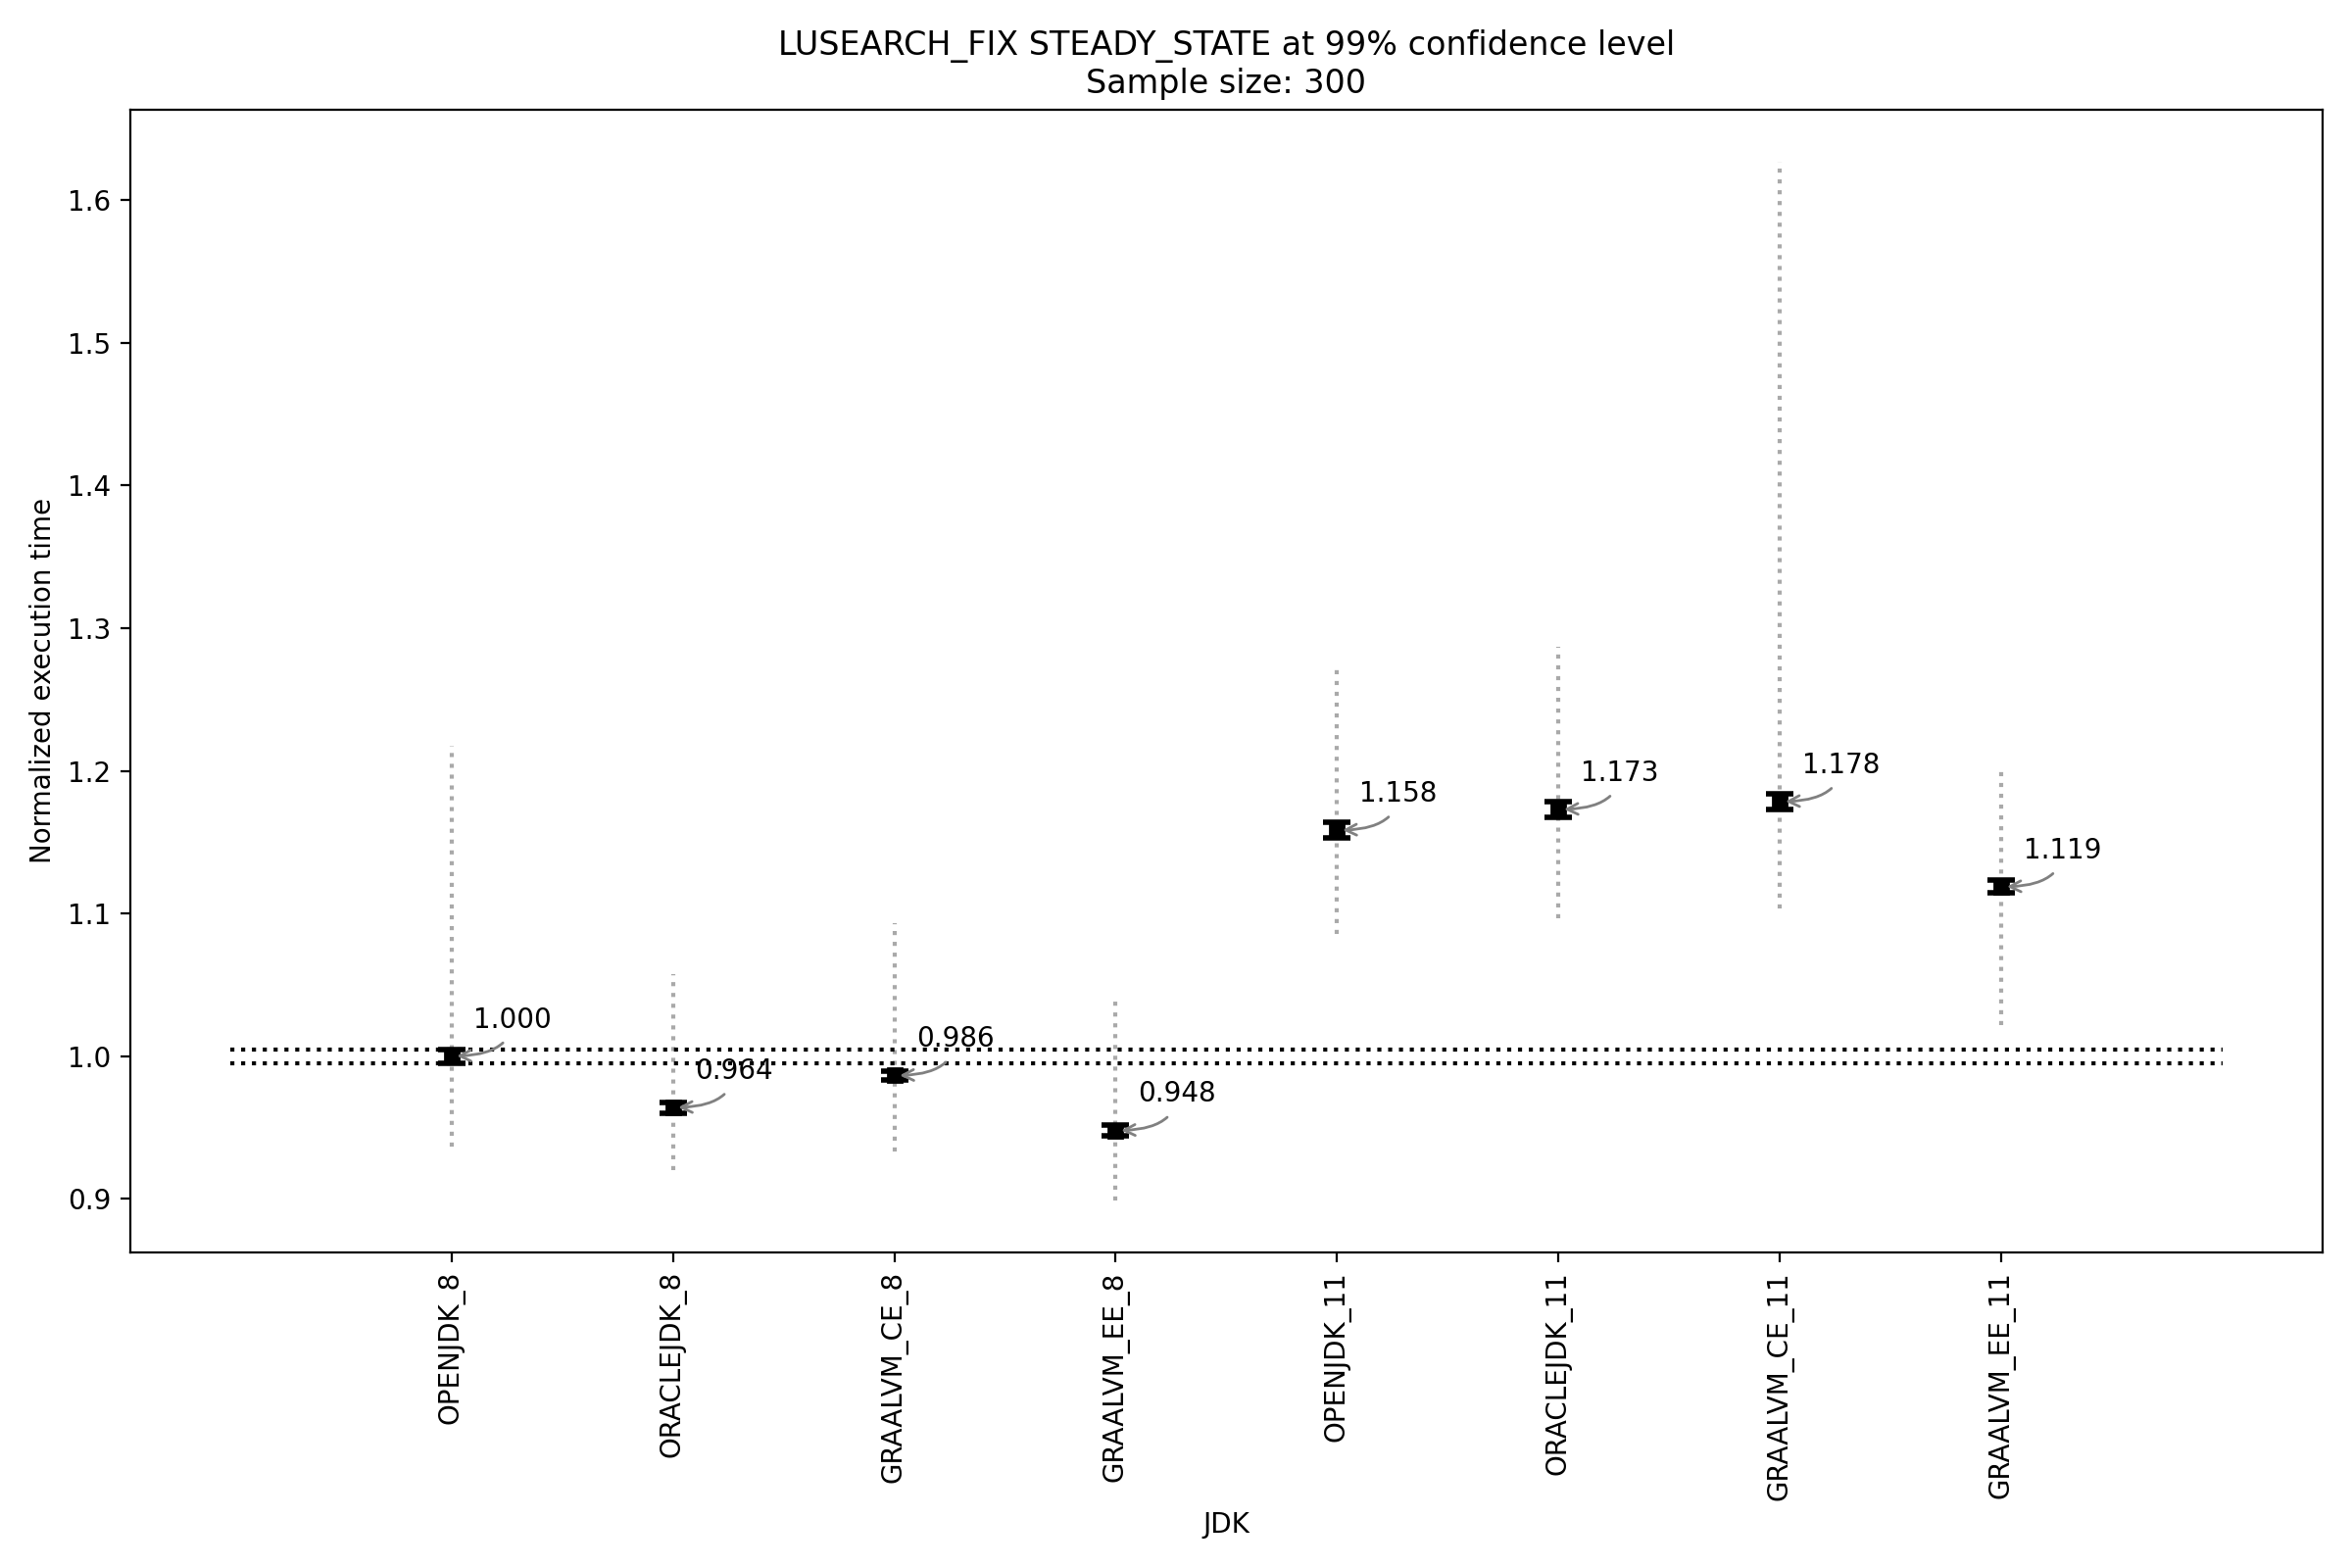 LUSEARCH_FIX STEADY_STATE at 99% confidence level
Sample size: 300
Normalized execution time
1.6
1.5
1.4
1.3
1.2
1.1
1.0
0.9
1.000
0.964
0.986
0.948
1.158
1.173
1.178
1.119
OPENJDK_8
ORACLEJDK_8
GRAALVM_CE_8
GRAALVM_EE_8
OPENJDK_11
ORACLEJDK_11
GRAALVM_CE_11
GRAALVM_EE_11
JDK